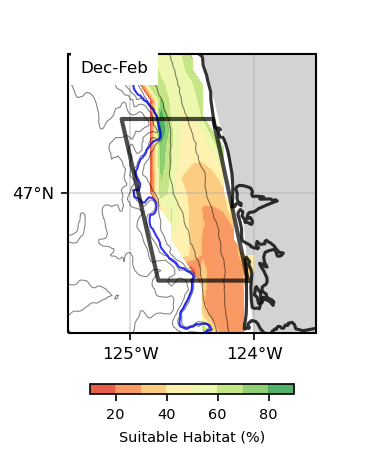 Dec-Feb
47°N
125°W 124°W
20 40 60 80
Suitable Habitat (%)